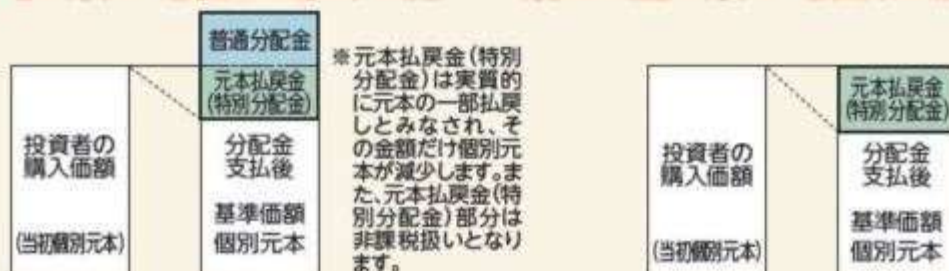 普通分配金
元本払戻金
(特別分配金)
投資者の
購入価額
(当初個別元本)
分配金
支払後
基準価額
個別元本
※元本払戻金(特別
分配金)は実質的
に元本の一部払戻
しとみなされ、そ
の金額だけ個別元
本が減少します。ま
た、元本払戻金(特
別分配金)部分は
非課税扱いとなり
ます。
投資者の
購入価額
(当初個別元本)
元本払戻金
(特別分配金)
分配金
支払後
基準価額
個別元本